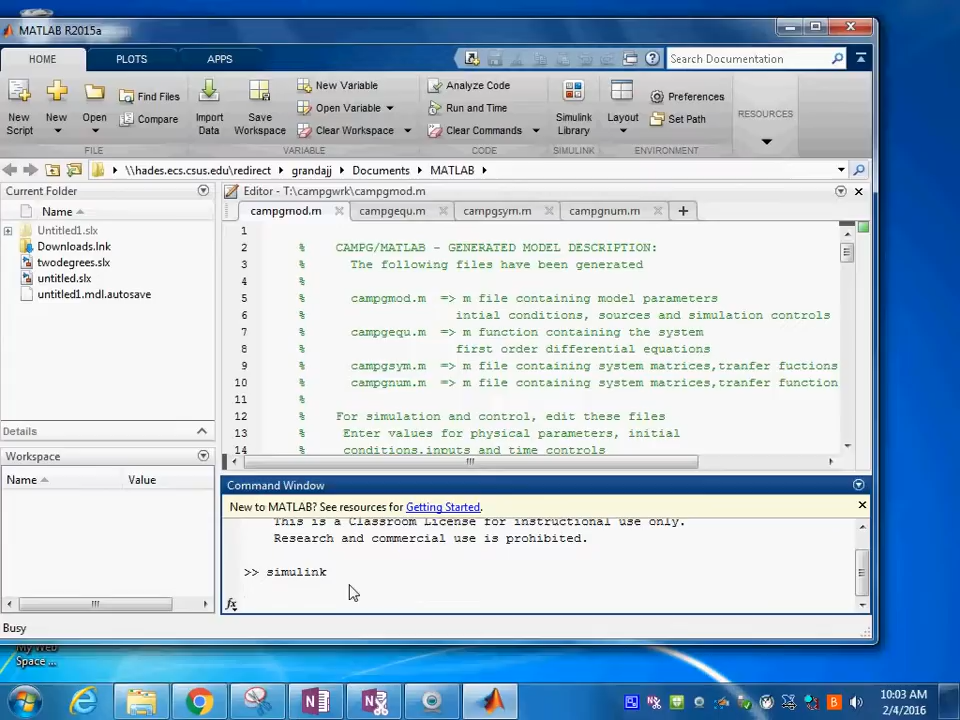 MATLAB R2015a
HOME
PLOTS
APPS
Search Documentation
New Script
New
Open
Find Files
Compare
Import Data
Save Workspace
New Variable
Open Variable
Clear Workspace
Analyze Code
Run and Time
Clear Commands
Simulink Library
Layout
Preferences
Set Path
RESOURCES
FILE
VARIABLE
CODE
SIMULINK
ENVIRONMENT
\\hades.ecs.csus.edu\redirect
grandajj
Documents
MATLAB
Current Folder
Name
Untitled1.slx
Downloads.lnk
twodegrees.slx
untitled.slx
untitled1.mdl.autosave
Details
Workspace
Name
Value
Editor - T:\campgwrk\campgmod.m
campgmod.m
campgequ.m
campgsym.m
campgnum.m
1
2 % CAMPG/MATLAB - GENERATED MODEL DESCRIPTION:
3 % The following files have been generated
4 %
5 % campgmod.m => m file containing model parameters
6 % intial conditions, sources and simulation controls
7 % campgequ.m => m function containing the system
8 % first order differential equations
9 % campgsym.m => m file containing system matrices,tranfer fuctions
10 % campgnum.m => m file containing system matrices,tranfer function
11 %
12 % For simulation and control, edit these files
13 % Enter values for physical parameters, initial
14 % conditions,inputs and time controls
Command Window
New to MATLAB? See resources for Getting Started.
This is a Classroom License for instructional use only.
Research and commercial use is prohibited.
>> simulink
fx
Busy
My Web
Space ...
10:03 AM
2/4/2016